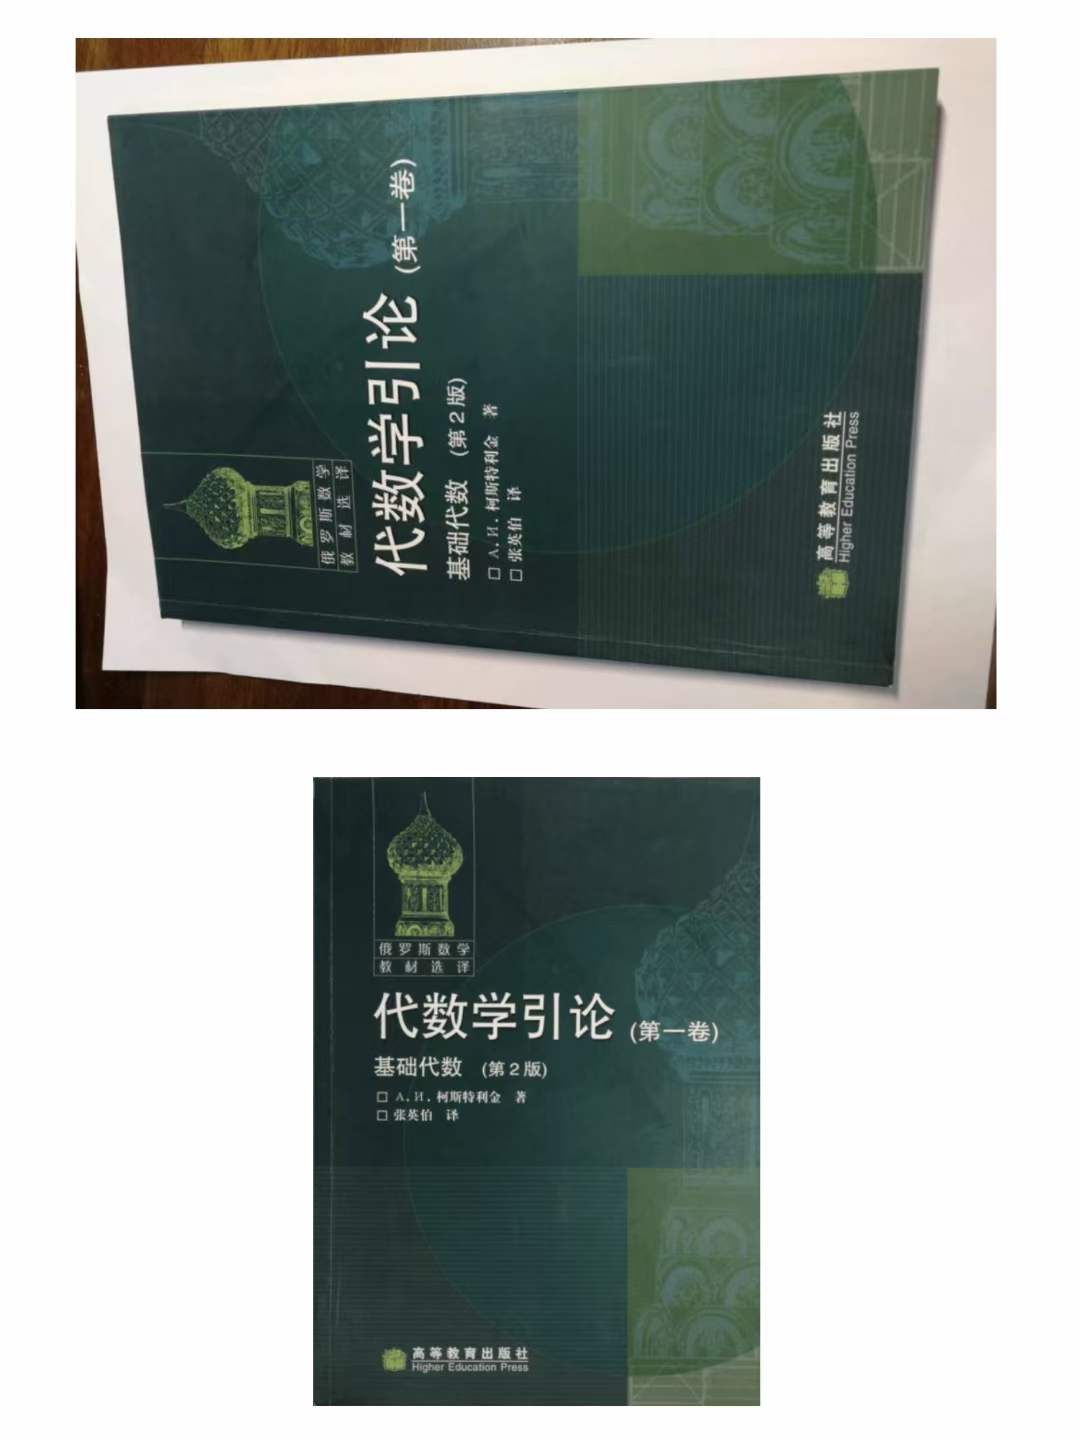 俄罗斯数学
教材选译
代数学引论 (第一卷)
基础代数 (第2版)
□ А. И. 柯斯特利金 著
□ 张英伯 译
高等教育出版社
Higher Education Press
俄罗斯数学
教材选译
代数学引论 (第一卷)
基础代数 (第2版)
□ А. И. 柯斯特利金 著
□ 张英伯 译
高等教育出版社
Higher Education Press